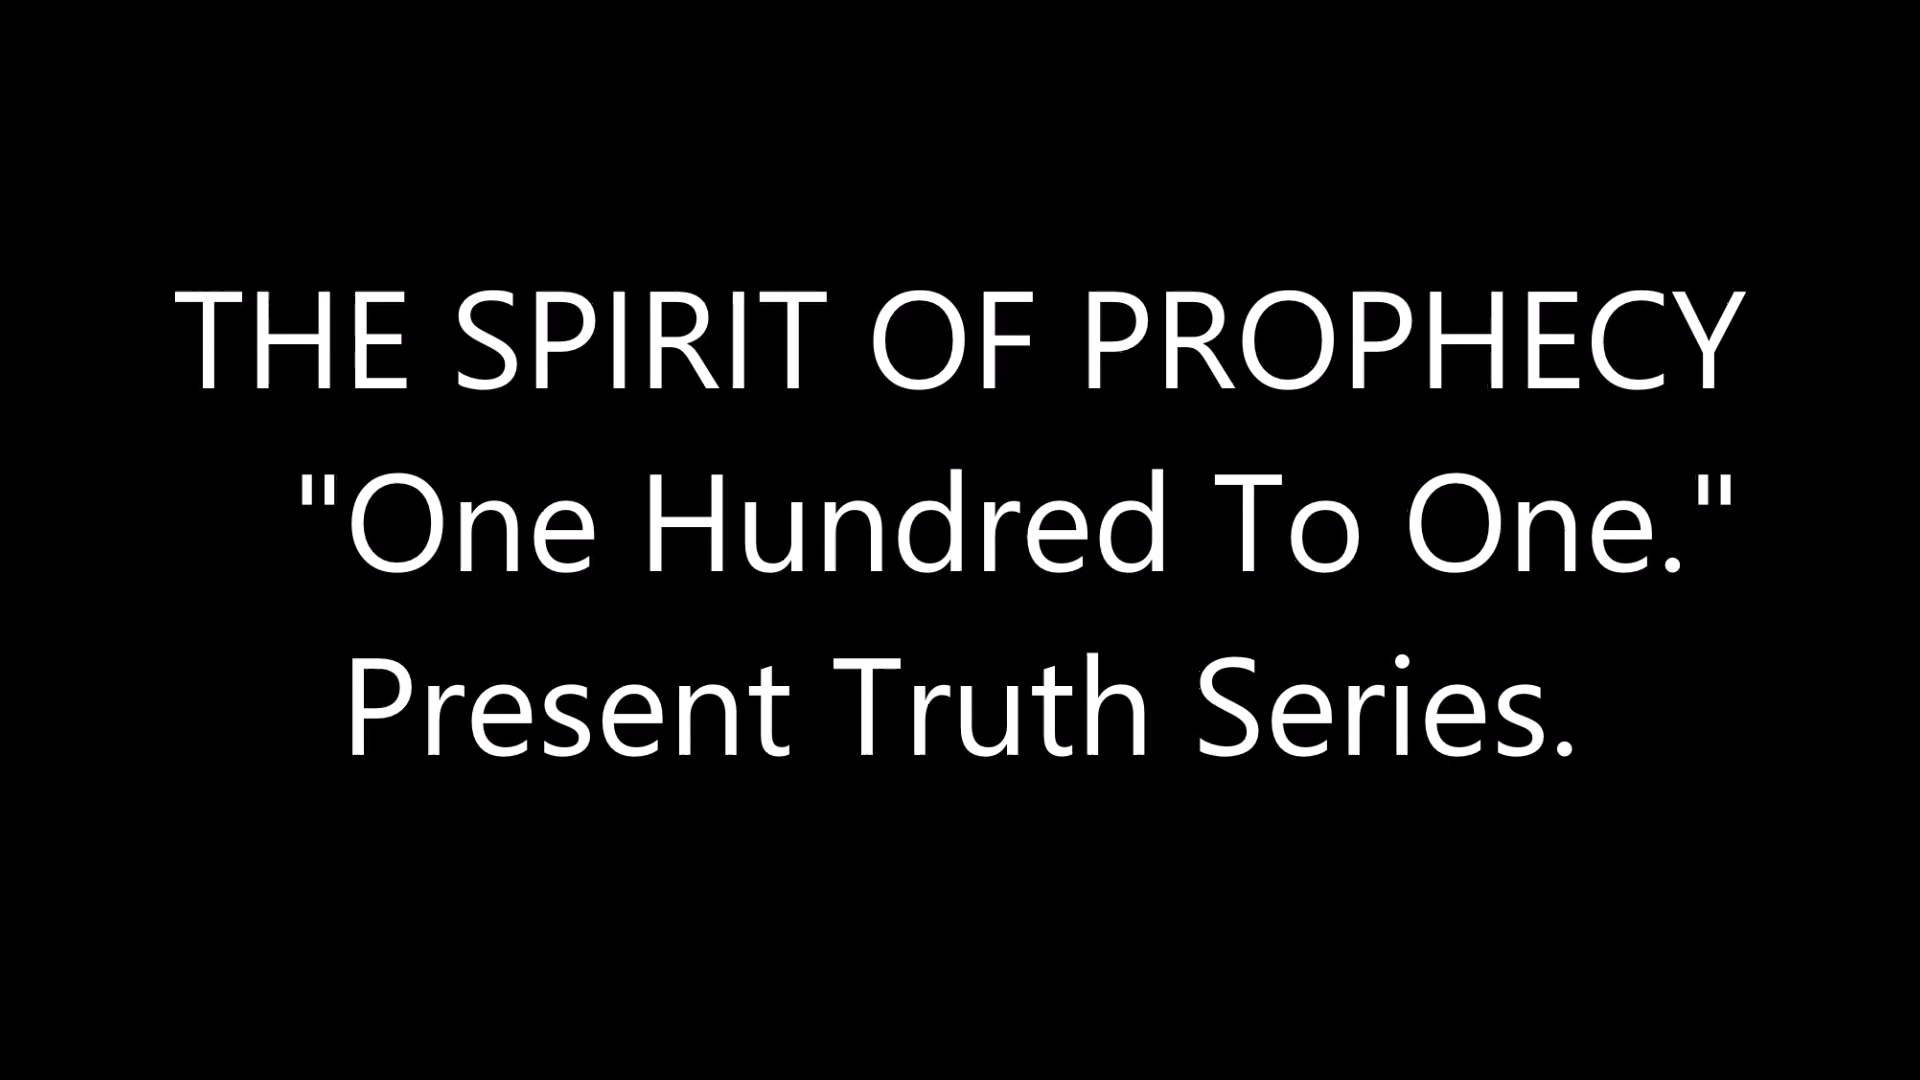 THE SPIRIT OF PROPHECY
"One Hundred To One."
Present Truth Series.